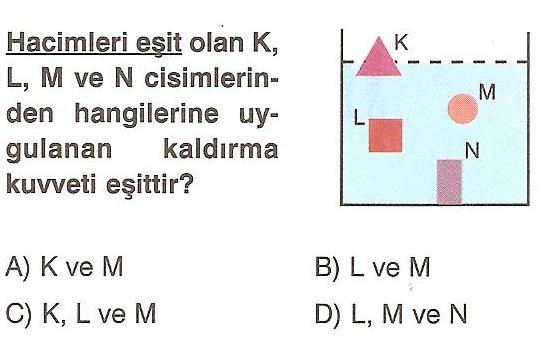 Hacimleri eşit olan K,
L, M ve N cisimlerin-
den hangilerine uy-
gulanan kaldırma
kuvveti eşittir?
K
M
L
N
A) K ve M
B) L ve M
C) K, L ve M
D) L, M ve N